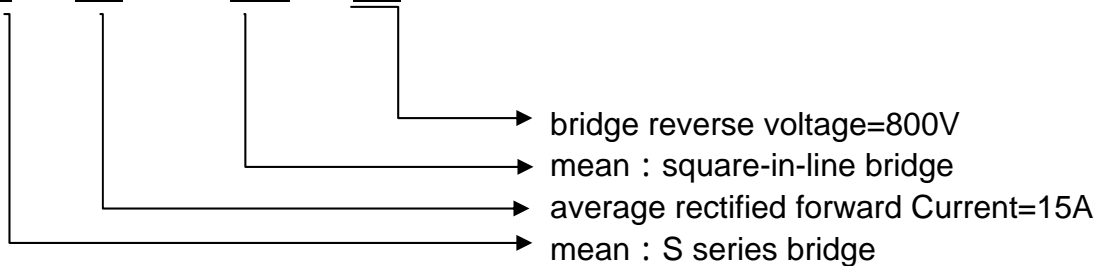 bridge reverse voltage=800V
mean：square-in-line bridge
average rectified forward Current=15A
mean：S series bridge